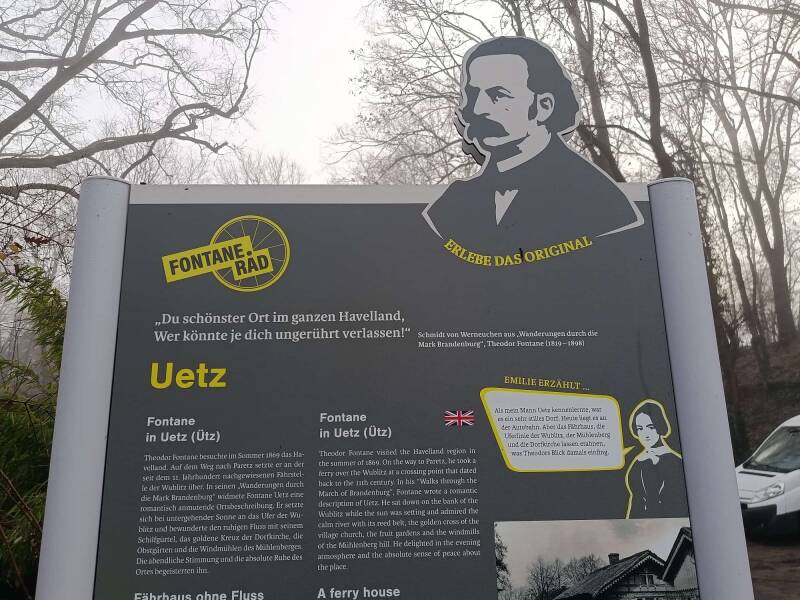 ERLEBE DAS ORIGINAL
FONTANE.
RAD
„Du schönster Ort im ganzen Havelland,
Wer könnte je dich ungerührt verlassen!“
Schmidt von Werneuchen aus „Wanderungen durch die
Mark Brandenburg“, Theodor Fontane (1819–1898)
Uetz
Fontane
in Uetz (Ütz)
Theodor Fontane besuchte im Sommer 1869 das Ha-
velland. Auf dem Weg nach Paretz setzte er an der
seit dem 11. Jahrhundert nachgewiesenen Fährstel-
le der Wublitz über. In seinen „Wanderungen durch
die Mark Brandenburg“ widmete Fontane Uetz eine
romantisch anmutende Ortsbeschreibung. Er setzte
sich bei untergehender Sonne an das Ufer der Wu-
blitz und bewunderte den ruhigen Fluss mit seinem
Schilfgürtel, das goldene Kreuz der Dorfkirche, die
Obstgärten und die Windmühlen des Mühlenberges.
Die abendliche Stimmung und die absolute Ruhe des
Ortes begeisterten ihn.
Fährhaus ohne Fluss
Fontane
in Uetz (Ütz)
Theodor Fontane visited the Havelland region in
the summer of 1869. On the way to Paretz, he took a
ferry over the Wublitz at a crossing point that dated
back to the 11th century. In his "Walks through the
March of Brandenburg", Fontane wrote a romantic
description of Uetz. He sat down on the bank of the
Wublitz while the sun was setting and admired the
calm river with its reed belt, the golden cross of the
village church, the fruit gardens and the windmills
of the Mühlenberg hill. He delighted in the evening
atmosphere and the absolute sense of peace about
the place.
A ferry house
EMILIE ERZÄHLT ...
Als mein Mann Uetz kennenlernte, war
es ein sehr stilles Dorf. Heute liegt es an
der Autobahn. Aber das Fährhaus, die
Uferlinie der Wublitz, der Mühlenberg
und die Dorfkirche lassen erahnen,
was Theodors Blick damals einfing.